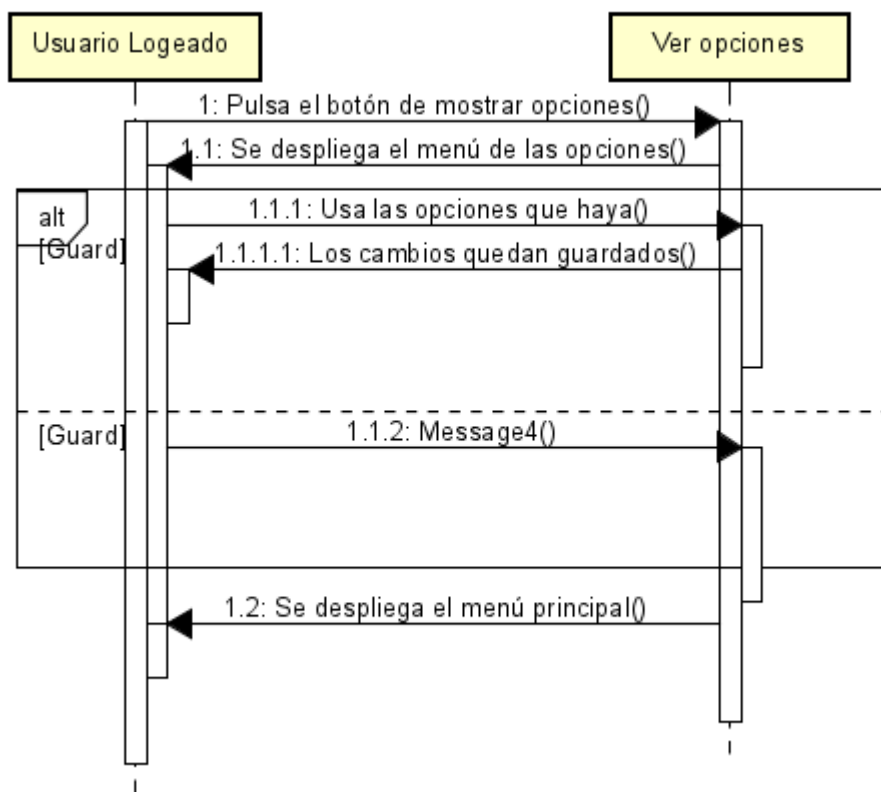 Usuario Logeado
Ver opciones
1: Pulsa el botón de mostrar opciones()
1.1: Se despliega el menú de las opciones()
alt
1.1.1: Usa las opciones que haya()
[Guard]
1.1.1.1: Los cambios quedan guardados()
[Guard]
1.1.2: Message4()
1.2: Se despliega el menú principal()